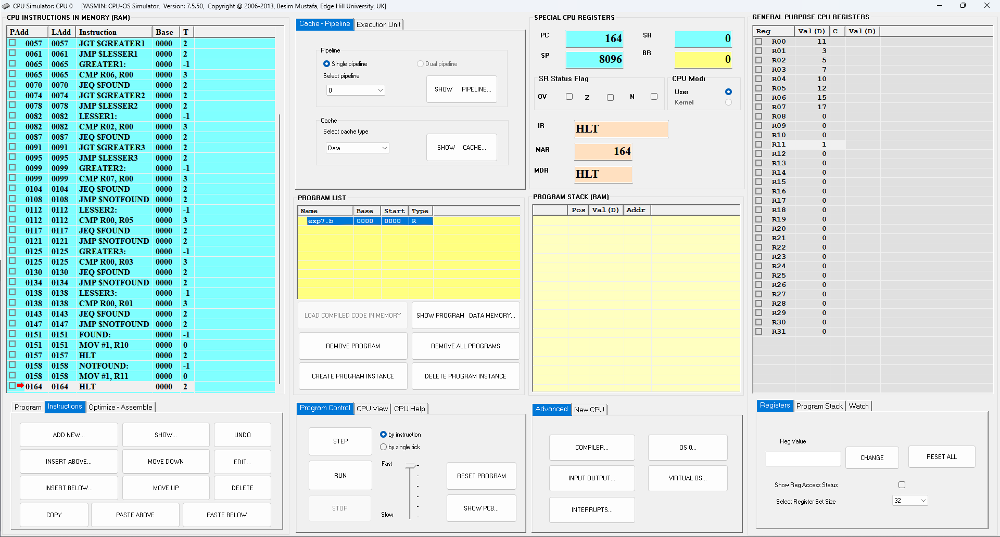 CPU Simulator: CPU 0 [YASMIN: CPU-OS Simulator, Version: 7.5.50, Copyright @ 2006-2013, Besim Mustafa, Edge Hill University, UK]
CPU INSTRUCTIONS IN MEMORY (RAM)
PAdd LAdd Instruction Base T
0057 0057 JGT $GREATER1 0000 2
0061 0061 JMP $LESSER1 0000 2
0065 0065 GREATER1: 0000 -1
0065 0065 CMP R06, R00 0000 3
0070 0070 JEQ $FOUND 0000 2
0074 0074 JGT $GREATER2 0000 2
0078 0078 JMP $LESSER2 0000 2
0082 0082 LESSER1: 0000 -1
0082 0082 CMP R02, R00 0000 3
0087 0087 JEQ $FOUND 0000 2
0091 0091 JGT $GREATER3 0000 2
0095 0095 JMP $LESSER3 0000 2
0099 0099 GREATER2: 0000 -1
0099 0099 CMP R07, R00 0000 3
0104 0104 JEQ $FOUND 0000 2
0108 0108 JMP $NOTFOUND 0000 2
0112 0112 LESSER2: 0000 -1
0112 0112 CMP R00, R05 0000 3
0117 0117 JEQ $FOUND 0000 2
0121 0121 JMP $NOTFOUND 0000 2
0125 0125 GREATER3: 0000 -1
0125 0125 CMP R00, R03 0000 3
0130 0130 JEQ $FOUND 0000 2
0134 0134 JMP $NOTFOUND 0000 2
0138 0138 LESSER3: 0000 -1
0138 0138 CMP R00, R01 0000 3
0143 0143 JEQ $FOUND 0000 2
0147 0147 JMP $NOTFOUND 0000 2
0151 0151 FOUND: 0000 -1
0151 0151 MOV #1, R10 0000 0
0157 0157 HLT 0000 2
0158 0158 NOTFOUND: 0000 -1
0158 0158 MOV #1, R11 0000 0
0164 0164 HLT 0000 2
Program Instructions Optimize - Assemble
ADD NEW... SHOW... UNDO
INSERT ABOVE... MOVE DOWN EDIT...
INSERT BELOW... MOVE UP DELETE
COPY PASTE ABOVE PASTE BELOW
Cache - Pipeline Execution Unit
Pipeline
Single pipeline Dual pipeline
Select pipeline
0
SHOW PIPELINE...
Cache
Select cache type
Data
SHOW CACHE...
PROGRAM LIST
Name Base Start Type
exp7.b 0000 0000 R
LOAD COMPILED CODE IN MEMORY SHOW PROGRAM DATA MEMORY...
REMOVE PROGRAM REMOVE ALL PROGRAMS
CREATE PROGRAM INSTANCE DELETE PROGRAM INSTANCE
Program Control CPU View CPU Help
STEP
by instruction
by single tick
RUN
Fast
STOP
Slow
RESET PROGRAM
SHOW PCB...
SPECIAL CPU REGISTERS
PC 164 SR 0
SP 8096 BR 0
SR Status Flag
OV Z N
CPU Mode
User
Kernel
IR HLT
MAR 164
MDR HLT
PROGRAM STACK (RAM)
Pos Val(D) Addr
Advanced New CPU
COMPILER... OS 0...
INPUT OUTPUT... VIRTUAL OS...
INTERRUPTS...
GENERAL PURPOSE CPU REGISTERS
Reg Val(D) C Val(D)
R00 11
R01 3
R02 5
R03 7
R04 10
R05 12
R06 15
R07 17
R08 0
R09 0
R10 0
R11 1
R12 0
R13 0
R14 0
R15 0
R16 0
R17 0
R18 0
R19 0
R20 0
R21 0
R22 0
R23 0
R24 0
R25 0
R26 0
R27 0
R28 0
R29 0
R30 0
R31 0
Registers Program Stack Watch
Reg Value
CHANGE RESET ALL
Show Reg Access Status
Select Register Set Size 32